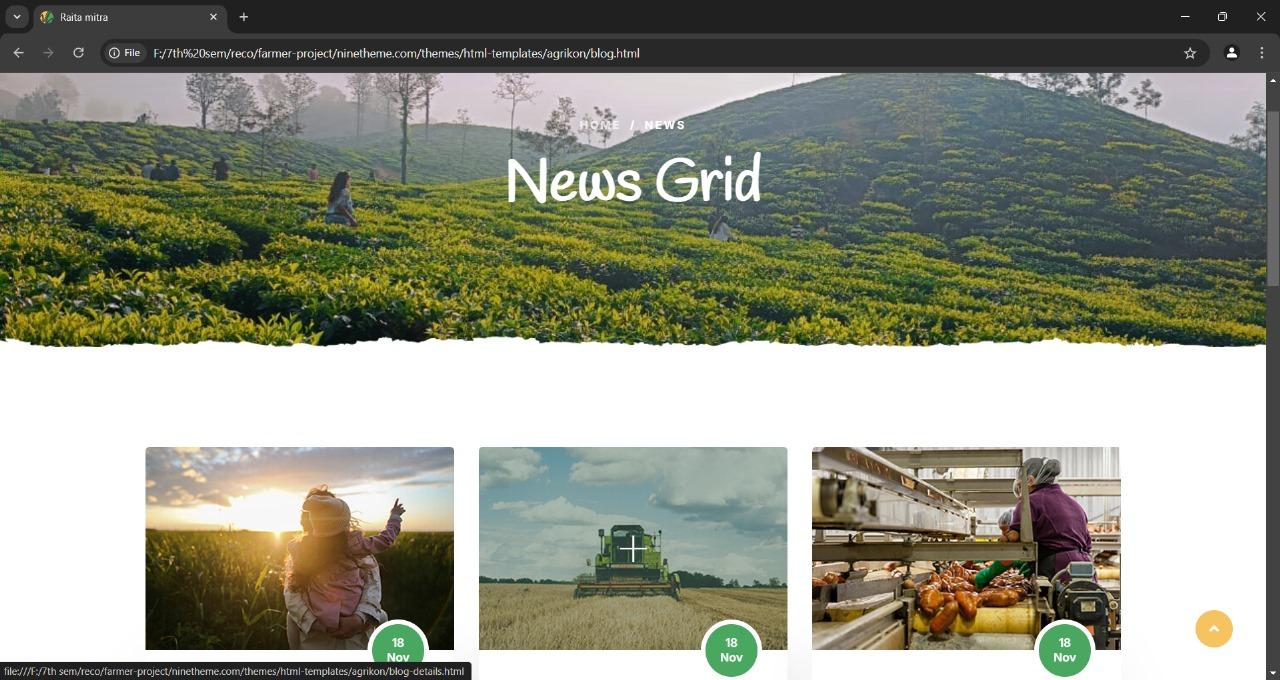 Raita mitra
File F:/7th%20sem/reco/farmer-project/ninetheme.com/themes/html-templates/agrikon/blog.html
HOME / NEWS
News Grid
18
Nov
18
Nov
18
Nov
file:///F:/7th sem/reco/farmer-project/ninetheme.com/themes/html-templates/agrikon/blog-details.html